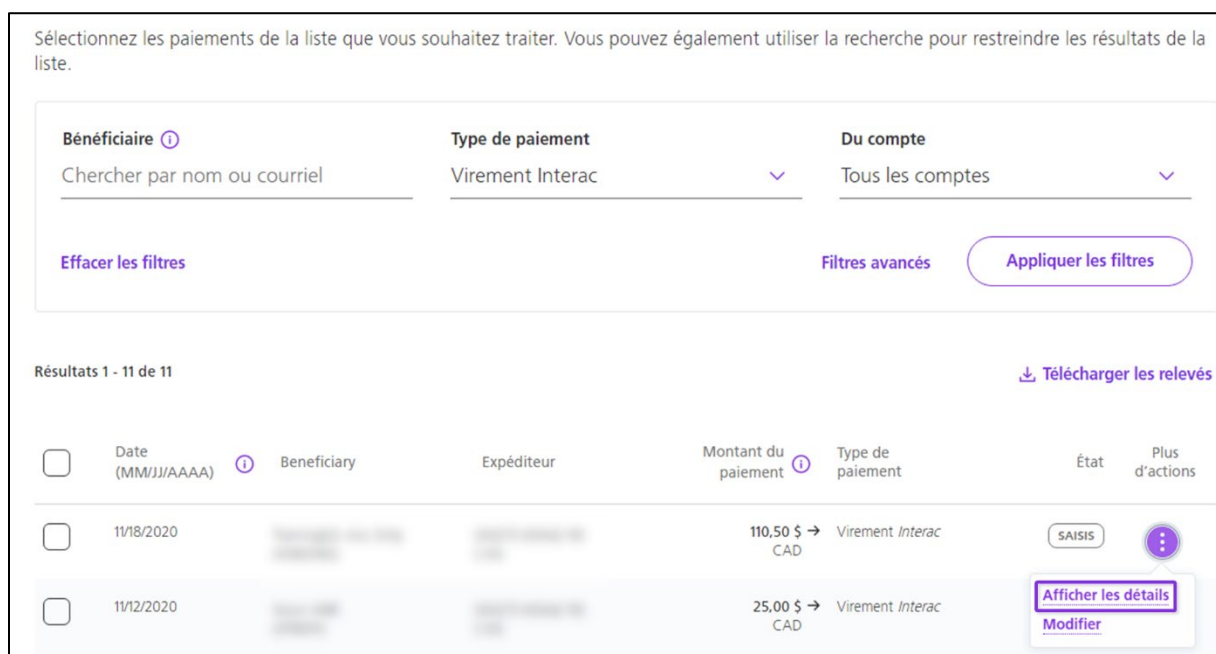 Sélectionnez les paiements de la liste que vous souhaitez traiter. Vous pouvez également utiliser la recherche pour restreindre les résultats de la
liste.
Bénéficiaire Type de paiement Du compte
Chercher par nom ou courriel Virement Interac Tous les comptes
Effacer les filtres Filtres avancés Appliquer les filtres
Résultats 1 - 11 de 11 Télécharger les relevés
Date
(MM/JJ/AAAA)
Beneficiary
Expéditeur
Montant du
paiement
Type de
paiement
État
Plus
d'actions
11/18/2020 110,50 $ → Virement Interac SAISIS
CAD
Afficher les détails
11/12/2020 25,00 $ → Virement Interac
CAD
Modifier